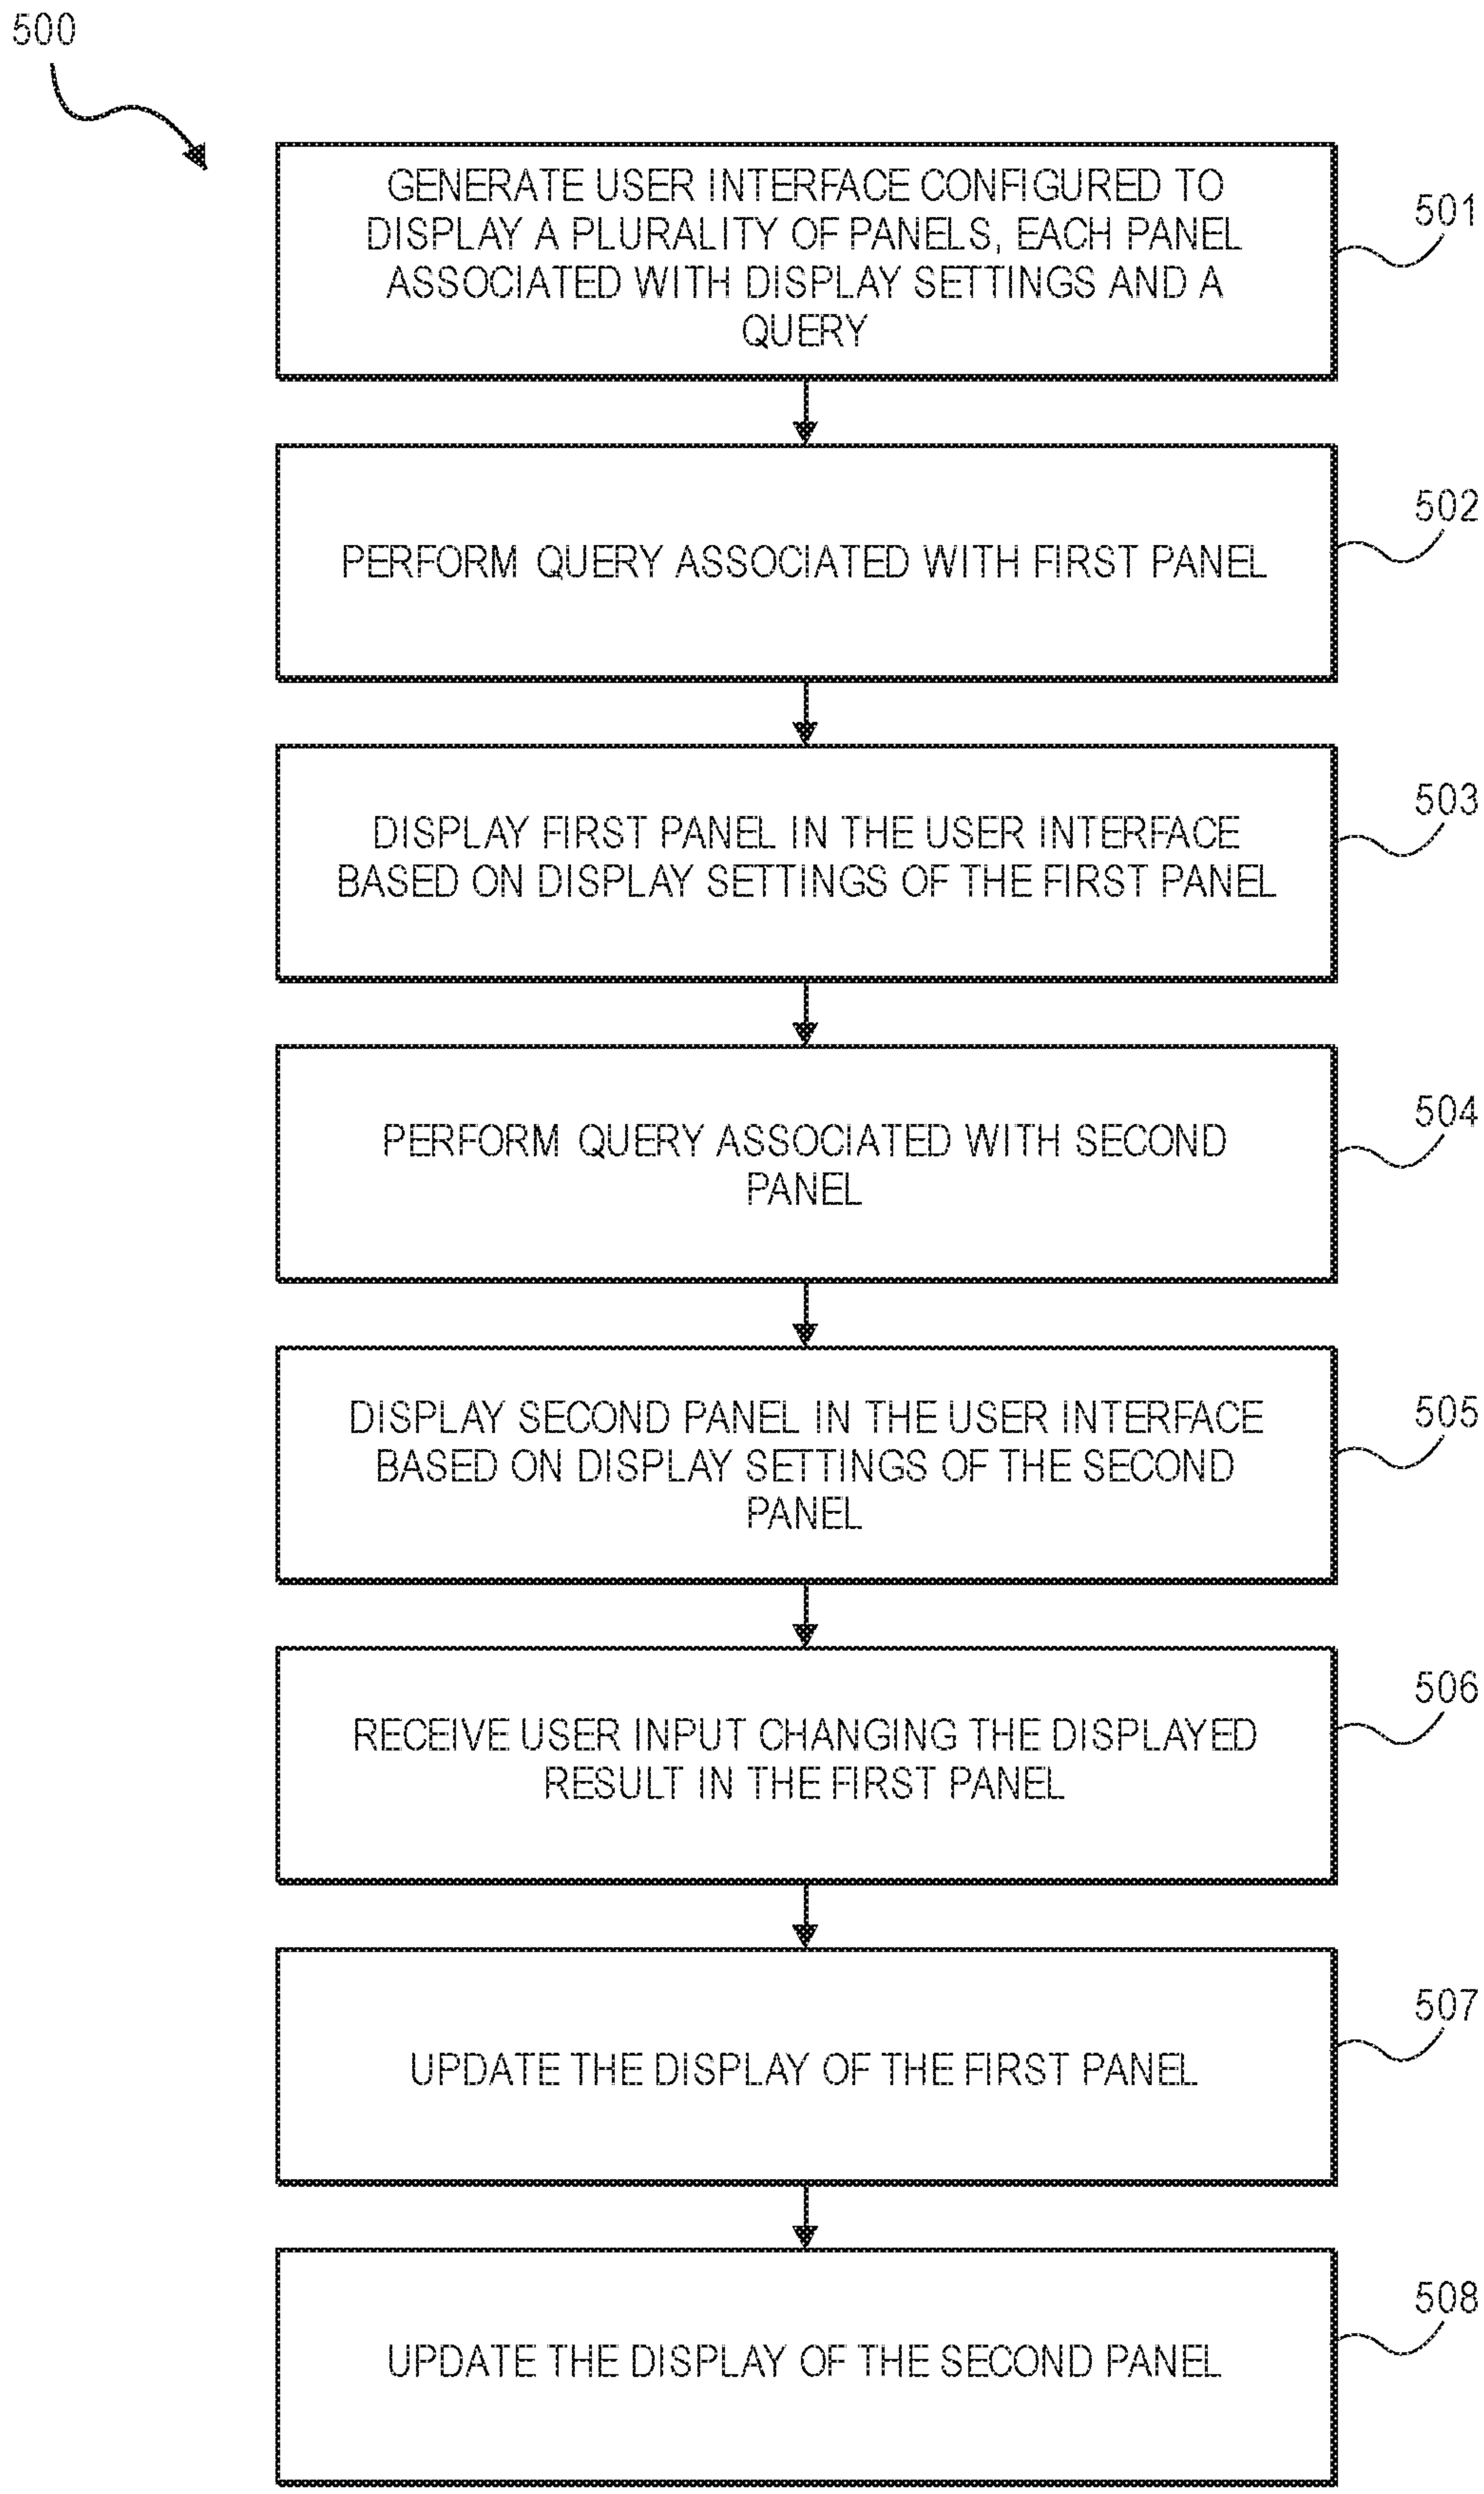 500
GENERATE USER INTERFACE CONFIGURED TO
DISPLAY A PLURALITY OF PANELS, EACH PANEL
ASSOCIATED WITH DISPLAY SETTINGS AND A
QUERY
501
PERFORM QUERY ASSOCIATED WITH FIRST PANEL
502
DISPLAY FIRST PANEL IN THE USER INTERFACE
BASED ON DISPLAY SETTINGS OF THE FIRST PANEL
503
PERFORM QUERY ASSOCIATED WITH SECOND
PANEL
504
DISPLAY SECOND PANEL IN THE USER INTERFACE
BASED ON DISPLAY SETTINGS OF THE SECOND
PANEL
505
RECEIVE USER INPUT CHANGING THE DISPLAYED
RESULT IN THE FIRST PANEL
506
UPDATE THE DISPLAY OF THE FIRST PANEL
507
UPDATE THE DISPLAY OF THE SECOND PANEL
508